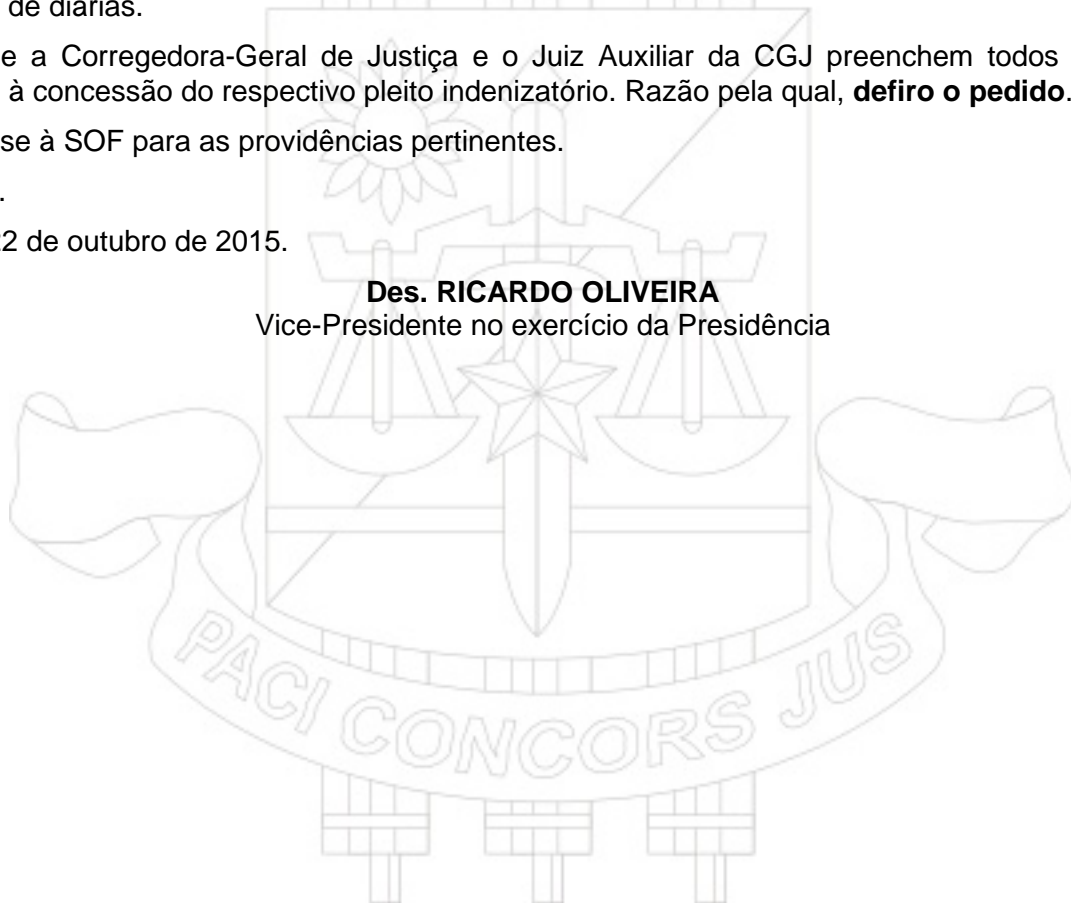 de diárias.
e a Corregedora-Geral de Justiça e o Juiz Auxiliar da CGJ preenchem todos
à concessão do respectivo pleito indenizatório. Razão pela qual, defiro o pedido.
se à SOF para as providências pertinentes.
.
2 de outubro de 2015.
Des. RICARDO OLIVEIRA
Vice-Presidente no exercício da Presidência
PACI CONCORS JUS